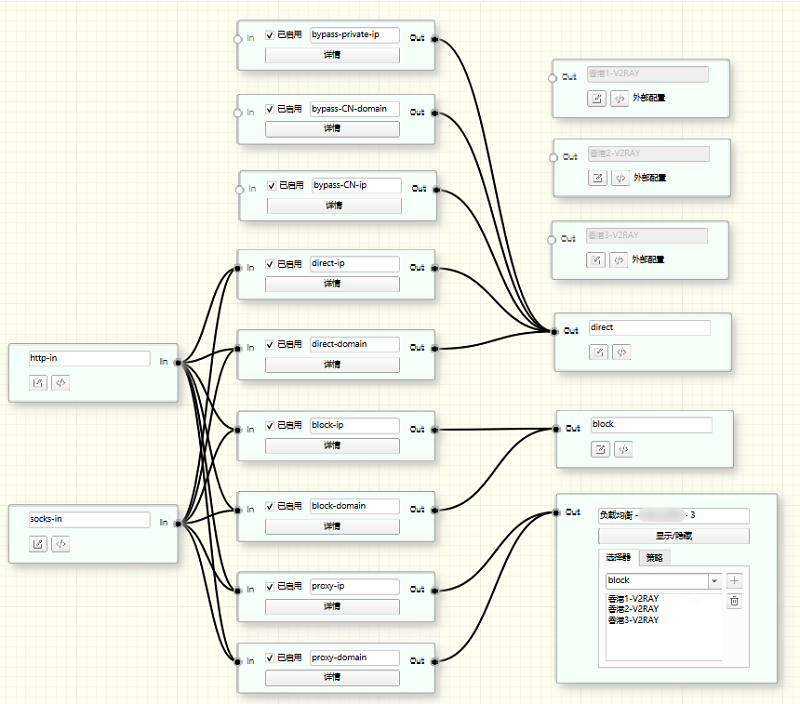 In 已启用 bypass-private-ip Out
详情
In 已启用 bypass-CN-domain Out
详情
In 已启用 bypass-CN-ip Out
详情
In 已启用 direct-ip Out
详情
In 已启用 direct-domain Out
详情
In 已启用 block-ip Out
详情
In 已启用 block-domain Out
详情
In 已启用 proxy-ip Out
详情
In 已启用 proxy-domain Out
详情
http-in In
socks-in In
Out 香港1-V2RAY
外部配置
Out 香港2-V2RAY
外部配置
Out 香港3-V2RAY
外部配置
Out direct
Out block
Out 负载均衡 - - 3
显示/隐藏
选择器 策略
block
香港1-V2RAY
香港2-V2RAY
香港3-V2RAY